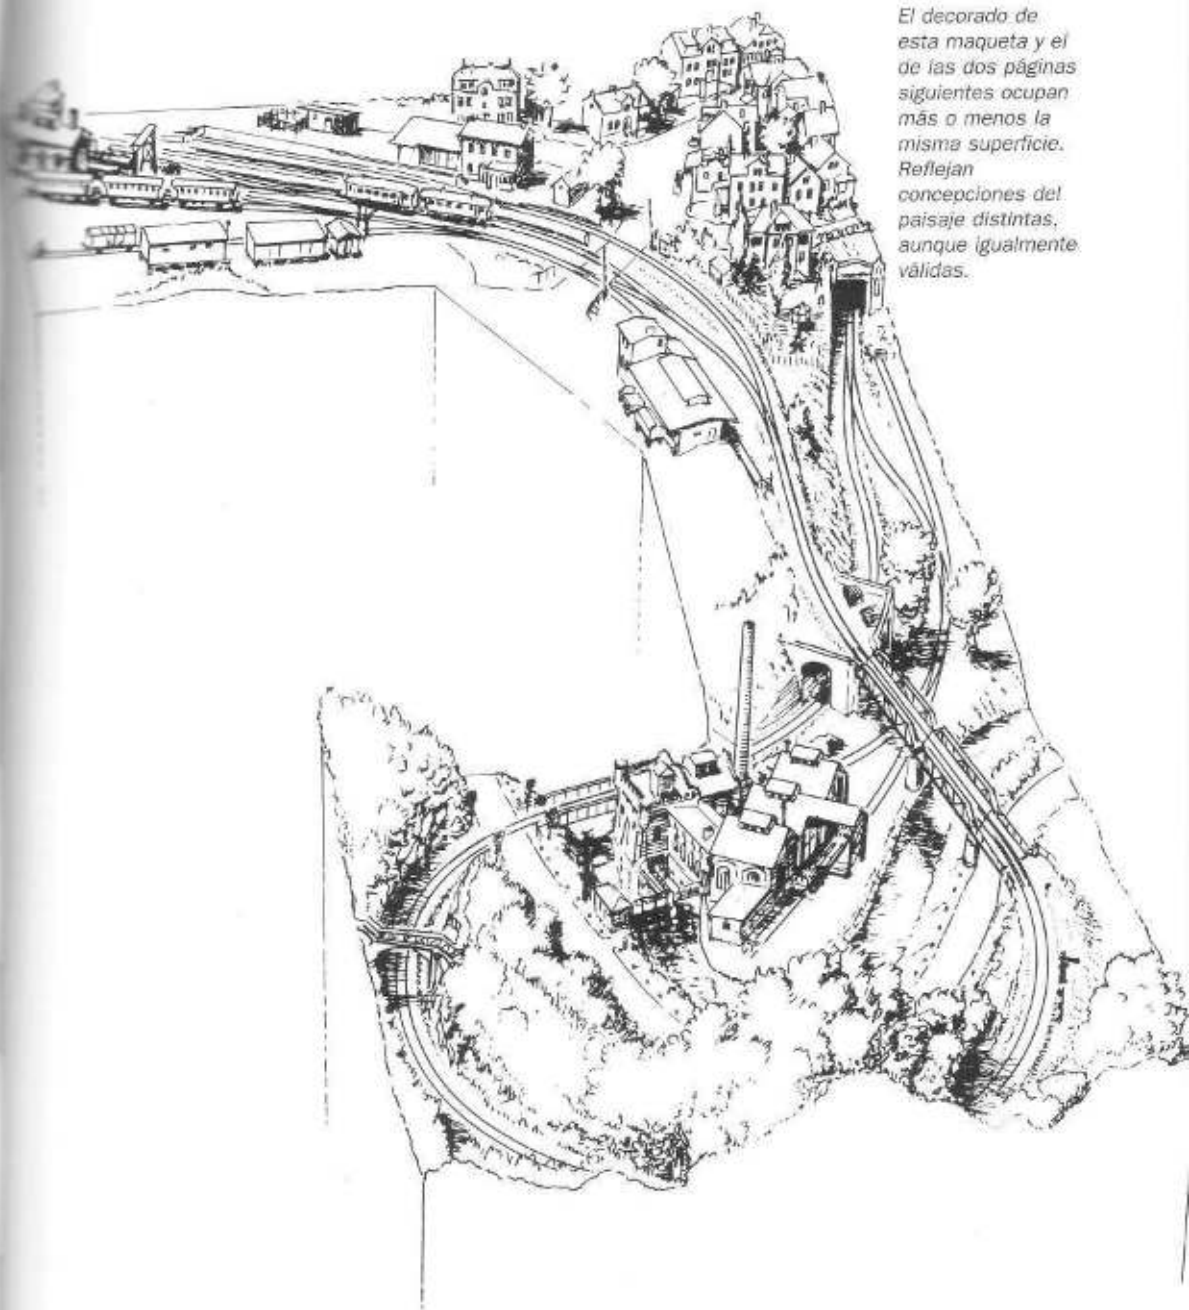 El decorado de
esta maqueta y el
de las dos páginas
siguientes ocupan
más o menos la
misma superficie.
Reflejan
concepciones del
paisaje distintas,
aunque igualmente
válidas.